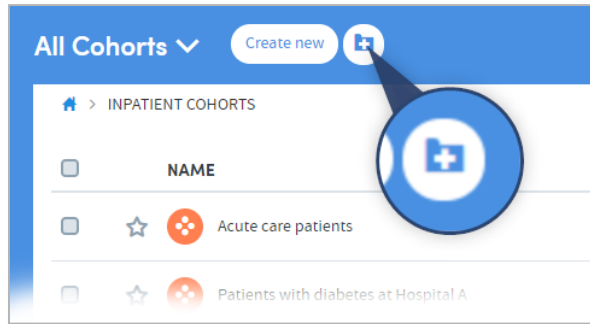 All Cohorts
Create new
> INPATIENT COHORTS
NAME
Acute care patients
Patients with diabetes at Hospital A